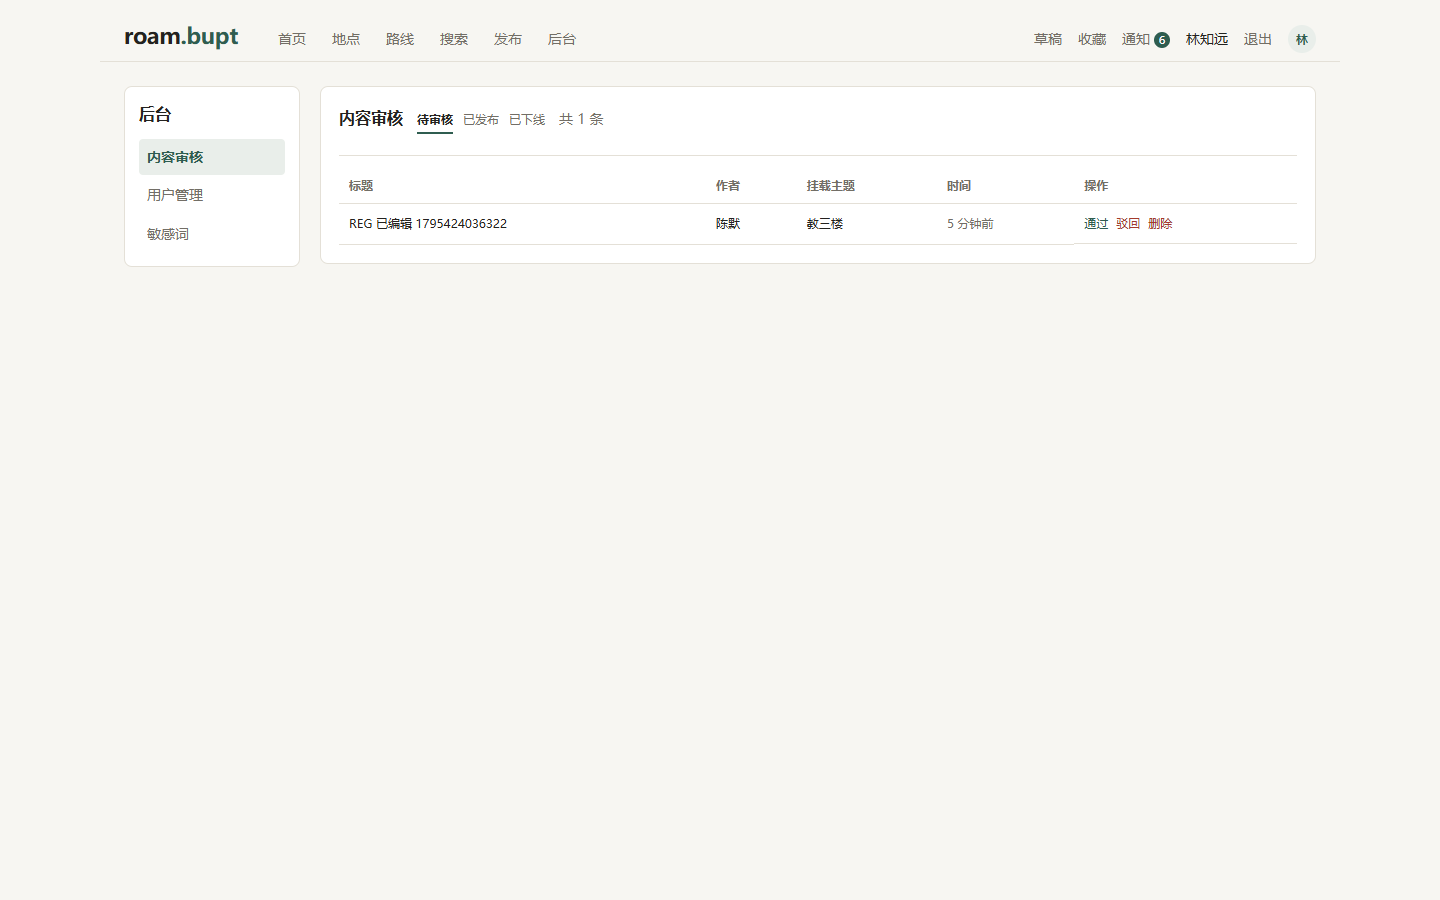 roam.bupt 首页 地点 路线 搜索 发布 后台 草稿 收藏 通知 6 林知远 退出 林
后台
内容审核
用户管理
敏感词
内容审核 待审核 已发布 已下线 共 1 条
标题 作者 挂载主题 时间 操作
REG 已编辑 1795424036322 陈默 教三楼 5 分钟前 通过 驳回 删除